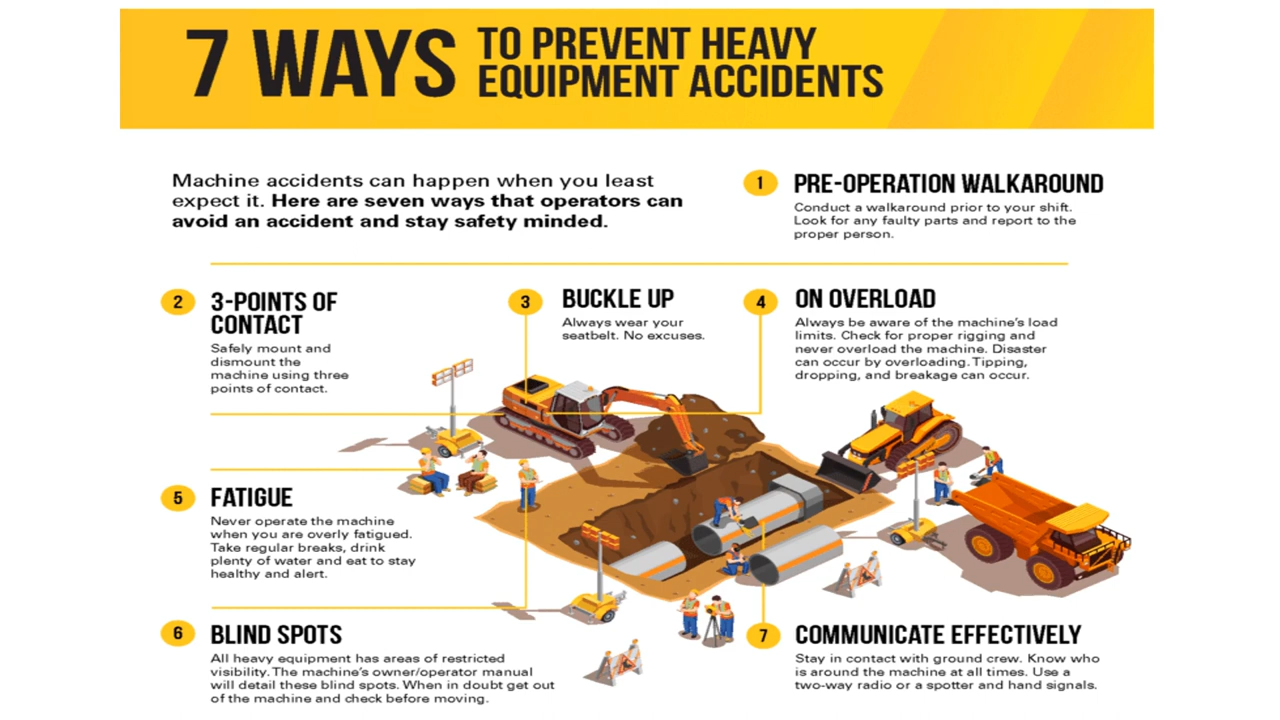 7 WAYS TO PREVENT HEAVY
EQUIPMENT ACCIDENTS
Machine accidents can happen when you least
expect it. Here are seven ways that operators can
avoid an accident and stay safety minded.
1 PRE-OPERATION WALKAROUND
Conduct a walkaround prior to your shift.
Look for any faulty parts and report to the
proper person.
2 3-POINTS OF
CONTACT
Safely mount and
dismount the
machine using three
points of contact.
3 BUCKLE UP
Always wear your
seatbelt. No excuses.
4 ON OVERLOAD
Always be aware of the machine's load
limits. Check for proper rigging and
never overload the machine. Disaster
can occur by overloading. Tipping,
dropping, and breakage can occur.
5 FATIGUE
Never operate the machine
when you are overly fatigued.
Take regular breaks, drink
plenty of water and eat to stay
healthy and alert.
6 BLIND SPOTS
All heavy equipment has areas of restricted
visibility. The machine's owner/operator manual
will detail these blind spots. When in doubt get out
of the machine and check before moving.
7 COMMUNICATE EFFECTIVELY
Stay in contact with ground crew. Know who
is around the machine at all times. Use a
two-way radio or a spotter and hand signals.